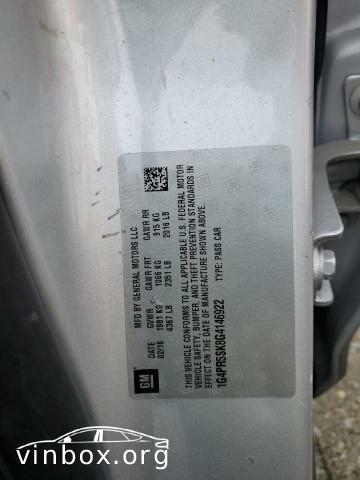 vinbox.org
MFD BY GENERAL MOTORS LLC
02/16 GVWR GAWR FRT GAWR RR
1981 KG 1066 KG 915 KG
4367 LB 2351 LB 2016 LB
THIS VEHICLE CONFORMS TO ALL APPLICABLE U.S. FEDERAL MOTOR
VEHICLE SAFETY, BUMPER, AND THEFT PREVENTION STANDARDS IN
EFFECT ON THE DATE OF MANUFACTURE SHOWN ABOVE.
1G4PR5SK8G4146922 TYPE: PASS CAR
GM
vinbox.org